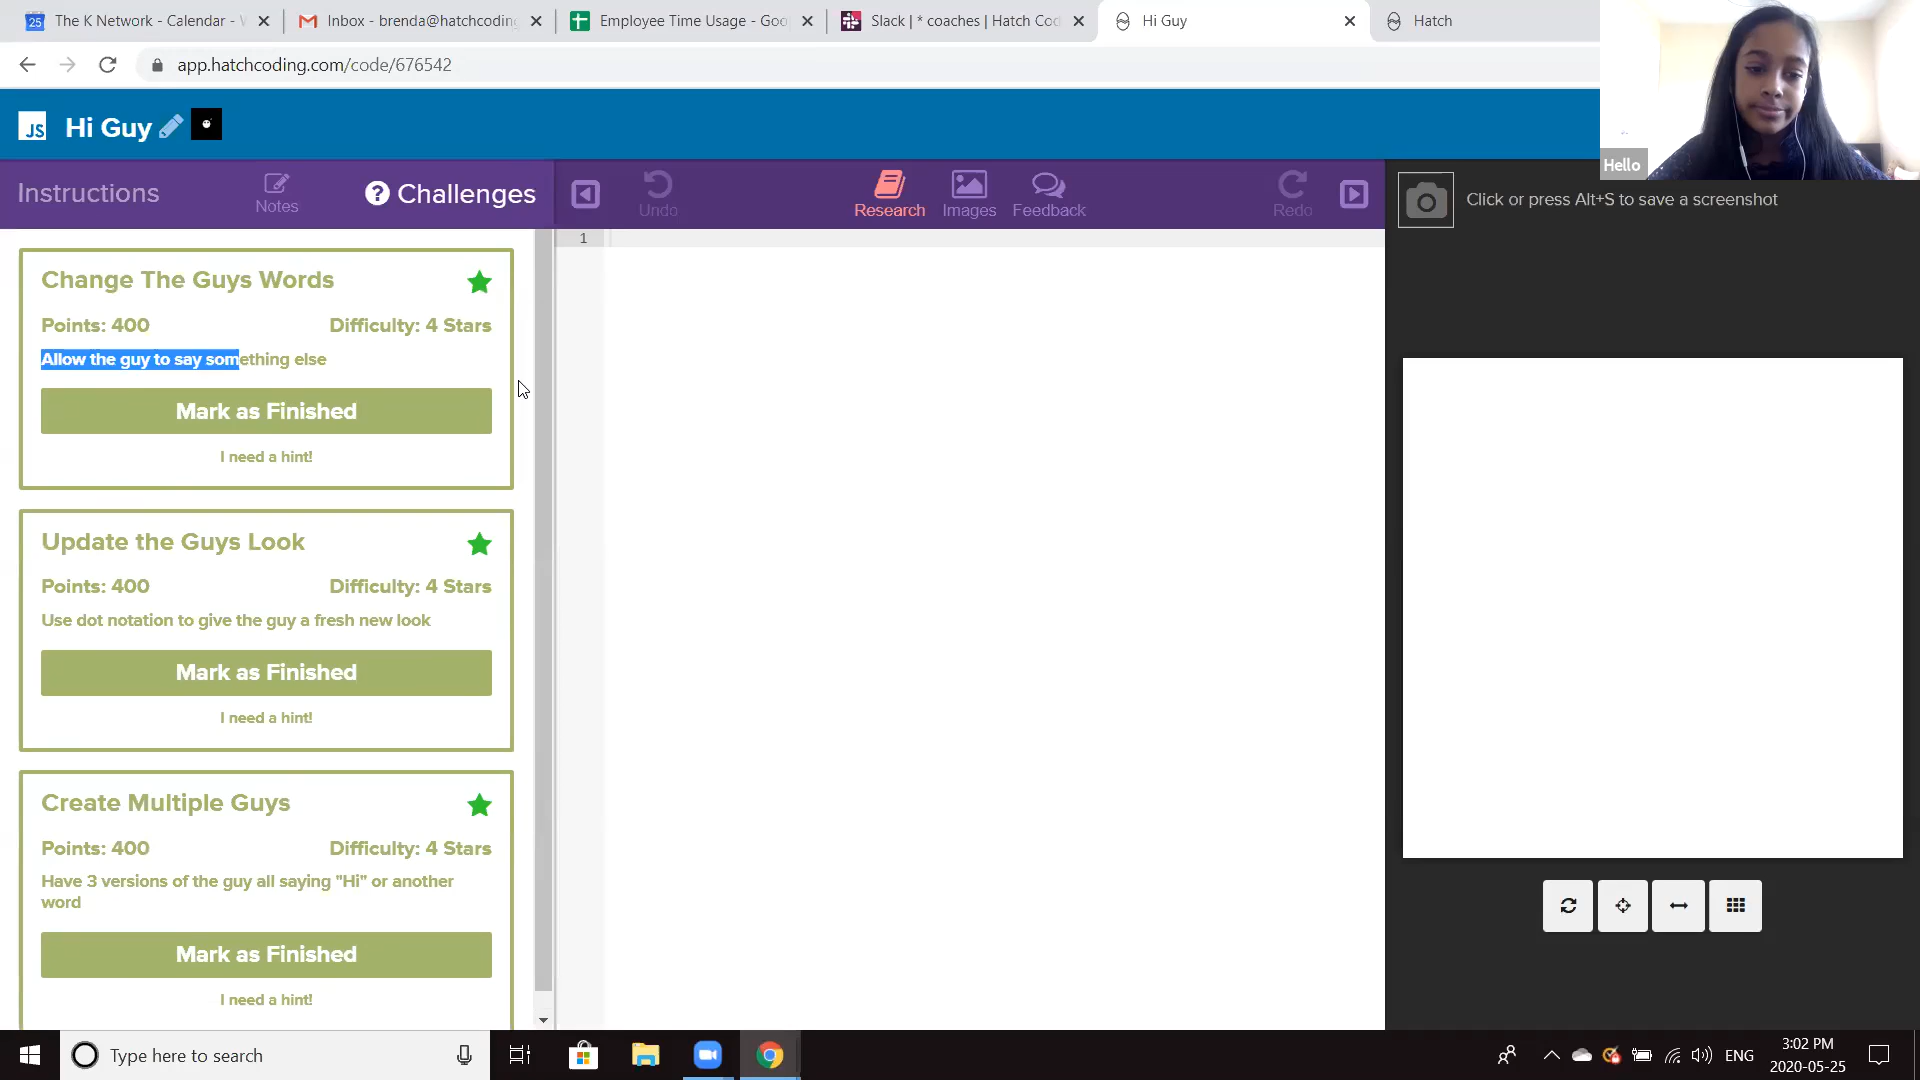 The K Network - Calendar -
Inbox - brenda@hatchcoding
Employee Time Usage - Goo
Slack | * coaches | Hatch Cod
Hi Guy
Hatch
app.hatchcoding.com/code/676542
JS
Hi Guy
Hello
Instructions
Notes
? Challenges
Undo
Research
Images
Feedback
Redo
Click or press Alt+S to save a screenshot
1
Change The Guys Words
Points: 400
Difficulty: 4 Stars
Allow the guy to say something else
Mark as Finished
I need a hint!
Update the Guys Look
Points: 400
Difficulty: 4 Stars
Use dot notation to give the guy a fresh new look
Mark as Finished
I need a hint!
Create Multiple Guys
Points: 400
Difficulty: 4 Stars
Have 3 versions of the guy all saying "Hi" or another
word
Mark as Finished
I need a hint!
Type here to search
ENG
3:02 PM
2020-05-25